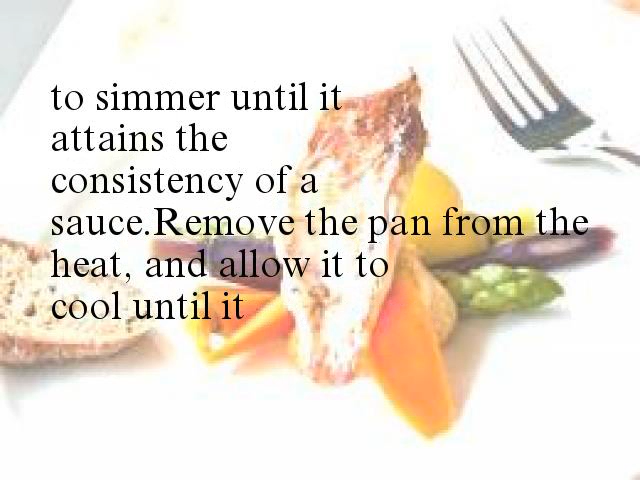 to simmer until it
attains the
consistency of a
sauce.Remove the pan from the
heat, and allow it to
cool until it